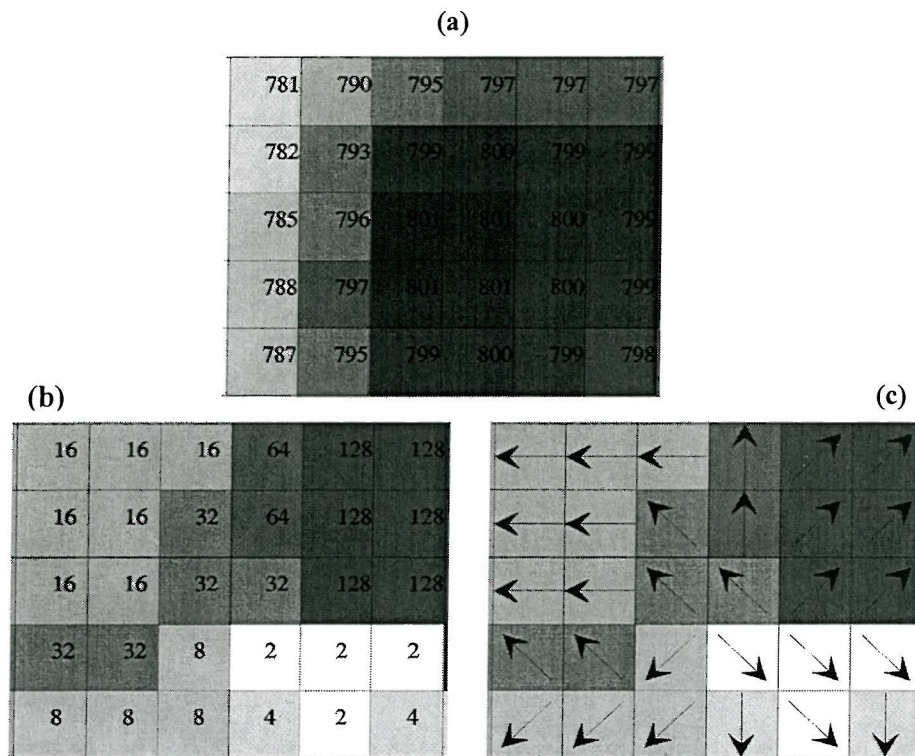 (a)
781 790 795 797 797 797
782 793 799 800 799 799
785 796 801 801 800 799
788 797 801 801 800 799
787 795 799 800 799 798
(b) (c)
16 16 16 64 128 128
16 16 32 64 128 128
16 16 32 32 128 128
32 32 8 2 2 2
8 8 8 4 2 4